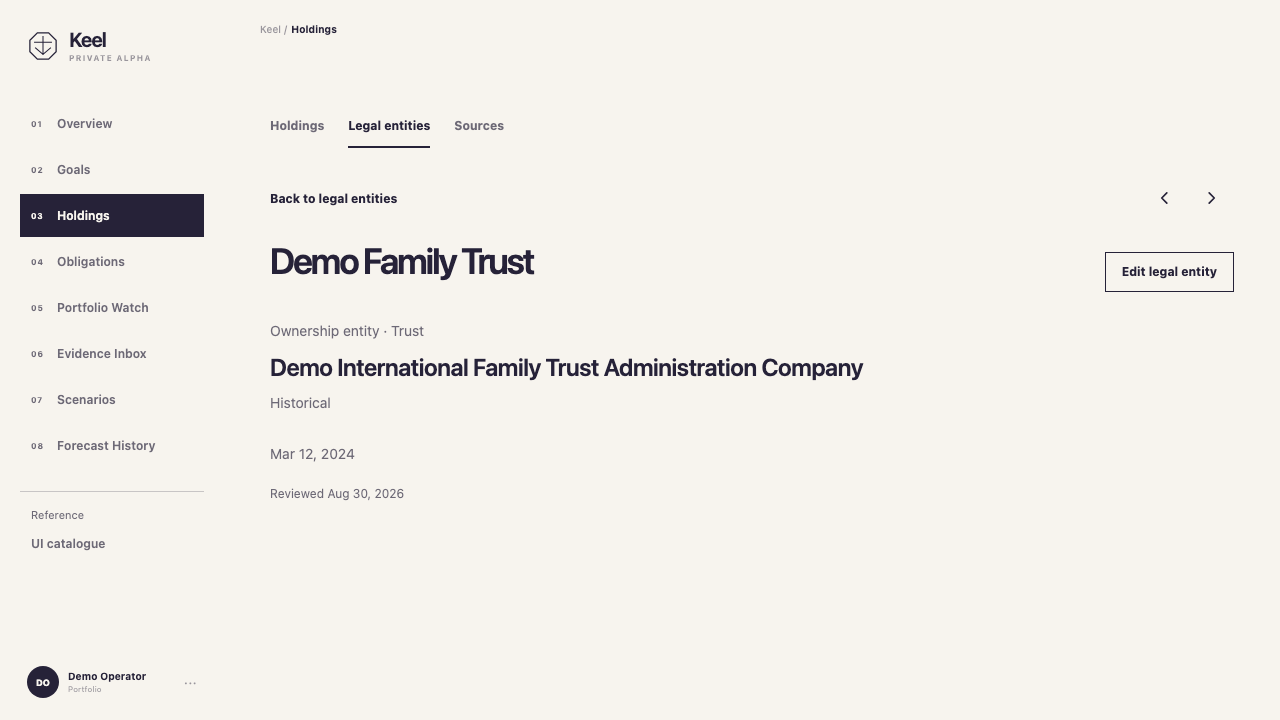 Keel
PRIVATE ALPHA
01 Overview
02 Goals
03 Holdings
04 Obligations
05 Portfolio Watch
06 Evidence Inbox
07 Scenarios
08 Forecast History
Reference
UI catalogue
DO
Demo Operator
Portfolio
...
Keel / Holdings
Holdings Legal entities Sources
Back to legal entities
Demo Family Trust
Edit legal entity
Ownership entity · Trust
Demo International Family Trust Administration Company
Historical
Mar 12, 2024
Reviewed Aug 30, 2026